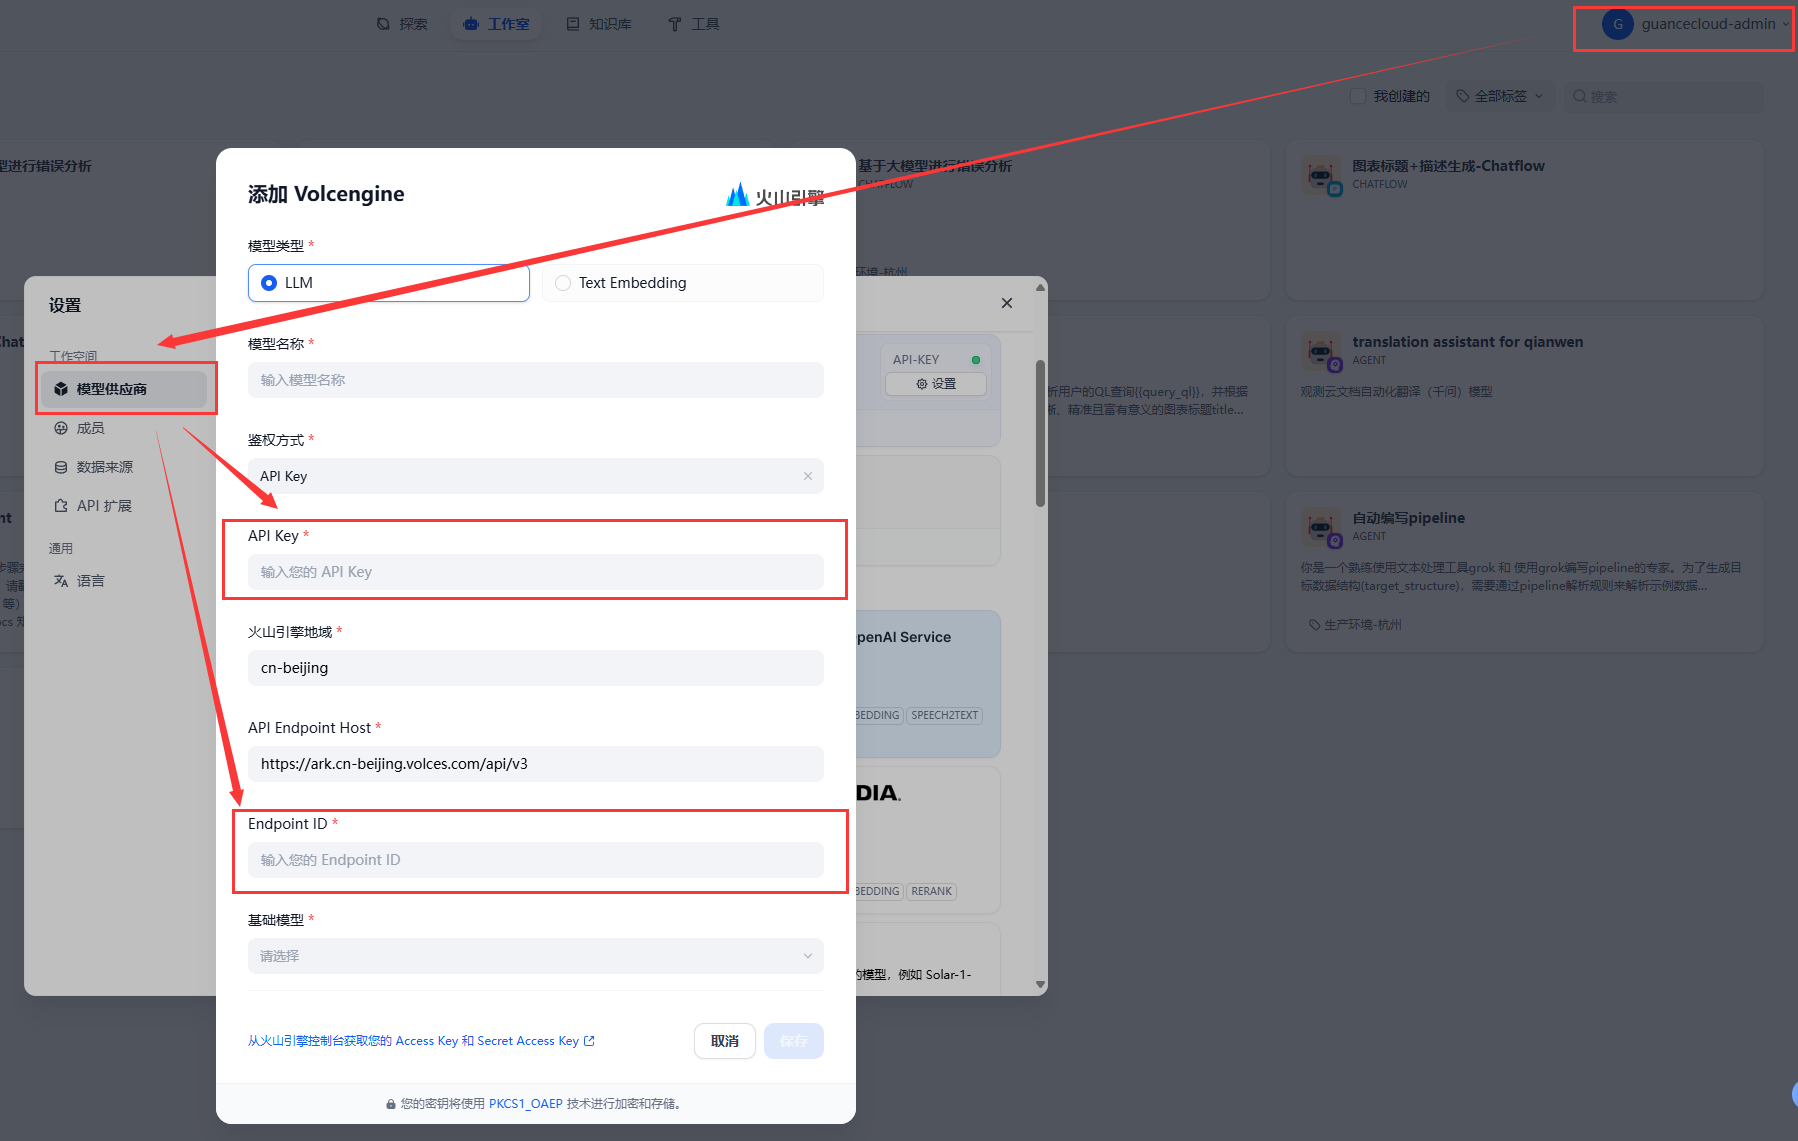 探索
工作室
知识库
工具
G
guancecloud-admin
我创建的
全部标签
搜索
型进行错误分析
基于大模型进行错误分析
CHATFLOW
环境-杭州
图表标题+描述生成-Chatflow
CHATFLOW
添加 Volcengine
火山引擎
模型类型 *
LLM
Text Embedding
模型名称 *
输入模型名称
鉴权方式 *
API Key
API Key *
输入您的 API Key
火山引擎地域 *
cn-beijing
API Endpoint Host *
https://ark.cn-beijing.volces.com/api/v3
Endpoint ID *
输入您的 Endpoint ID
基础模型 *
请选择
从火山引擎控制台获取您的 Access Key 和 Secret Access Key
取消
保存
您的密钥将使用 PKCS1_OAEP 技术进行加密和存储。
设置
工作空间
模型供应商
成员
数据来源
API 扩展
通用
语言
API-KEY
设置
penAI Service
BEDDING
SPEECH2TEXT
DIA.
BEDDING
RERANK
的模型，例如 Solar-1-
析用户的QL查询{{query_ql}}，并根据
晰、精准且富有意义的图表标题title...
translation assistant for qianwen
AGENT
观测云文档自动化翻译（千问）模型
自动编写pipeline
AGENT
你是一个熟练使用文本处理工具grok 和 使用grok编写pipeline的专家。为了生成目
标数据结构(target_structure)，需要通过pipeline解析规则来解析示例数据...
生产环境-杭州
Chat
nt
等）